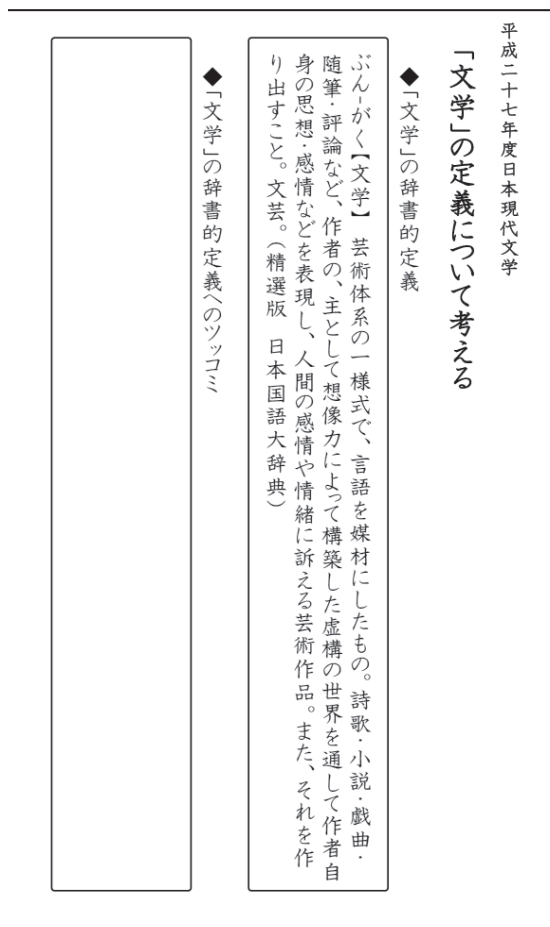 平成二十七年度日本現代文学
「文学」の定義について考える
◆「文学」の辞書的定義
ぶん-がく【文学】 芸術体系の一様式で、言語を媒材にしたもの。詩歌・小説・戯曲・
随筆・評論など、作者の、主として想像力によって構築した虚構の世界を通して作者自
身の思想・感情などを表現し、人間の感情や情緒に訴える芸術作品。また、それを作
り出すこと。文芸。（精選版 日本国語大辞典）
◆「文学」の辞書的定義へのツッコミ